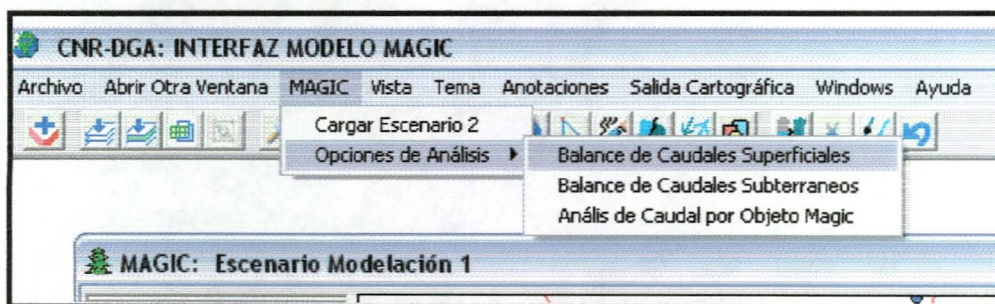 CNR-DGA: INTERFAZ MODELO MAGIC
Archivo Abrir Otra Ventana MAGIC Vista Tema Anotaciones Salida Cartográfica Windows Ayuda
Cargar Escenario 2
Opciones de Análisis
Balance de Caudales Superficiales
Balance de Caudales Subterraneos
Anális de Caudal por Objeto Magic
MAGIC: Escenario Modelación 1